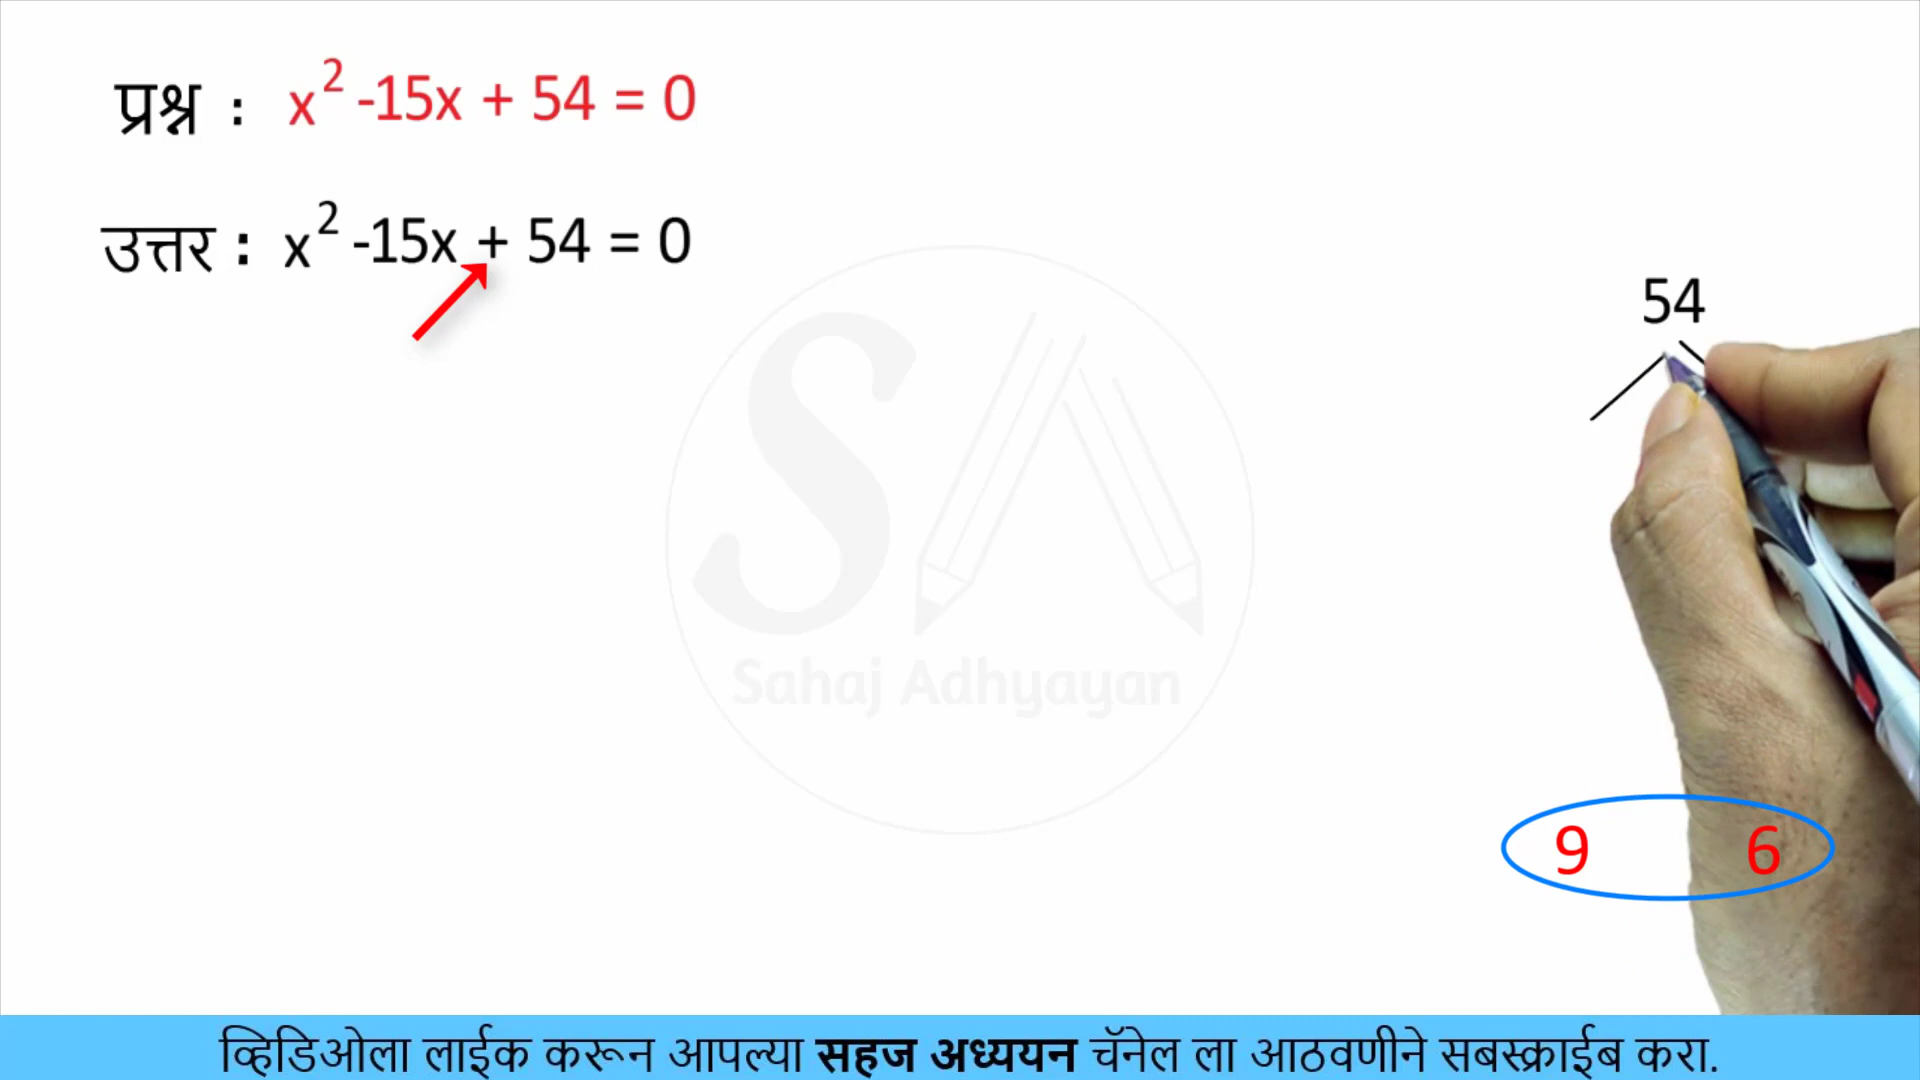 प्रश्न : x² -15x + 54 = 0
उत्तर : x² -15x + 54 = 0
54
9 6
Sahaj Adhyayan
व्हिडिओला लाईक करून आपल्या सहज अध्ययन चॅनेल ला आठवणीने सबस्क्राईब करा.